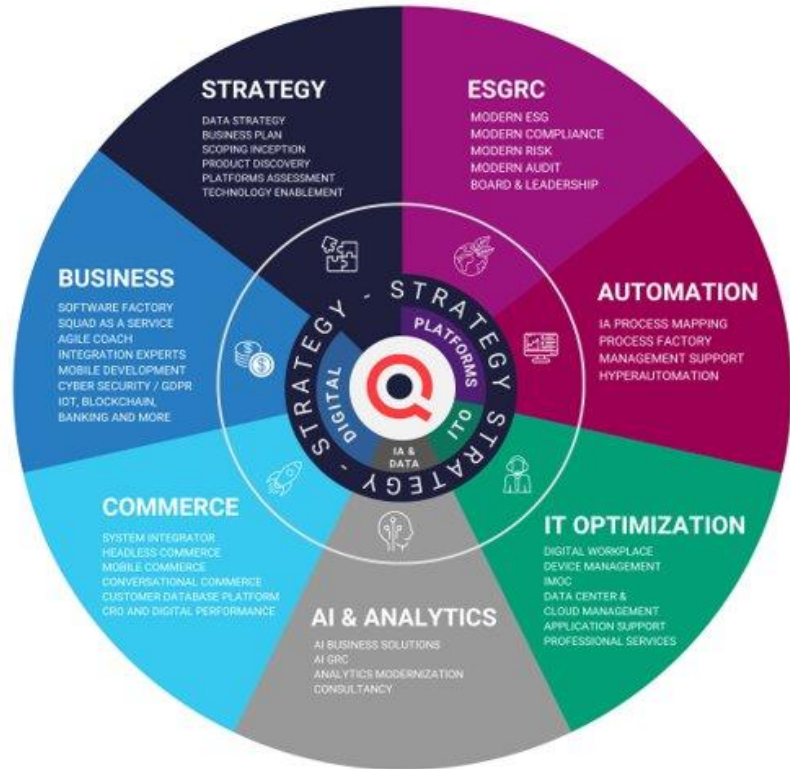 STRATEGY
DATA STRATEGY
BUSINESS PLAN
SCOPING INCEPTION
PRODUCT DISCOVERY
PLATFORMS ASSESSMENT
TECHNOLOGY ENABLEMENT
ESGRC
MODERN ESG
MODERN COMPLIANCE
MODERN RISK
MODERN AUDIT
BOARD & LEADERSHIP
BUSINESS
SOFTWARE FACTORY
SQUAD AS A SERVICE
AGILE COACH
INTEGRATION EXPERTS
MOBILE DEVELOPMENT
CYBER SECURITY / GDPR
IOT, BLOCKCHAIN,
BANKING AND MORE
AUTOMATION
IA PROCESS MAPPING
PROCESS FACTORY
MANAGEMENT SUPPORT
HYPERAUTOMATION
STRATEGY - STRATEGY - STRATEGY
DIGITAL
PLATFORMS
ITO
IA &
DATA
COMMERCE
SYSTEM INTEGRATOR
HEADLESS COMMERCE
MOBILE COMMERCE
CONVERSATIONAL COMMERCE
CUSTOMER DATABASE PLATFORM
CRO AND DIGITAL PERFORMANCE
IT OPTIMIZATION
DIGITAL WORKPLACE
DEVICE MANAGEMENT
IMOC
DATA CENTER &
CLOUD MANAGEMENT
APPLICATION SUPPORT
PROFESSIONAL SERVICES
AI & ANALYTICS
AI BUSINESS SOLUTIONS
AI GRC
ANALYTICS MODERNIZATION
CONSULTANCY